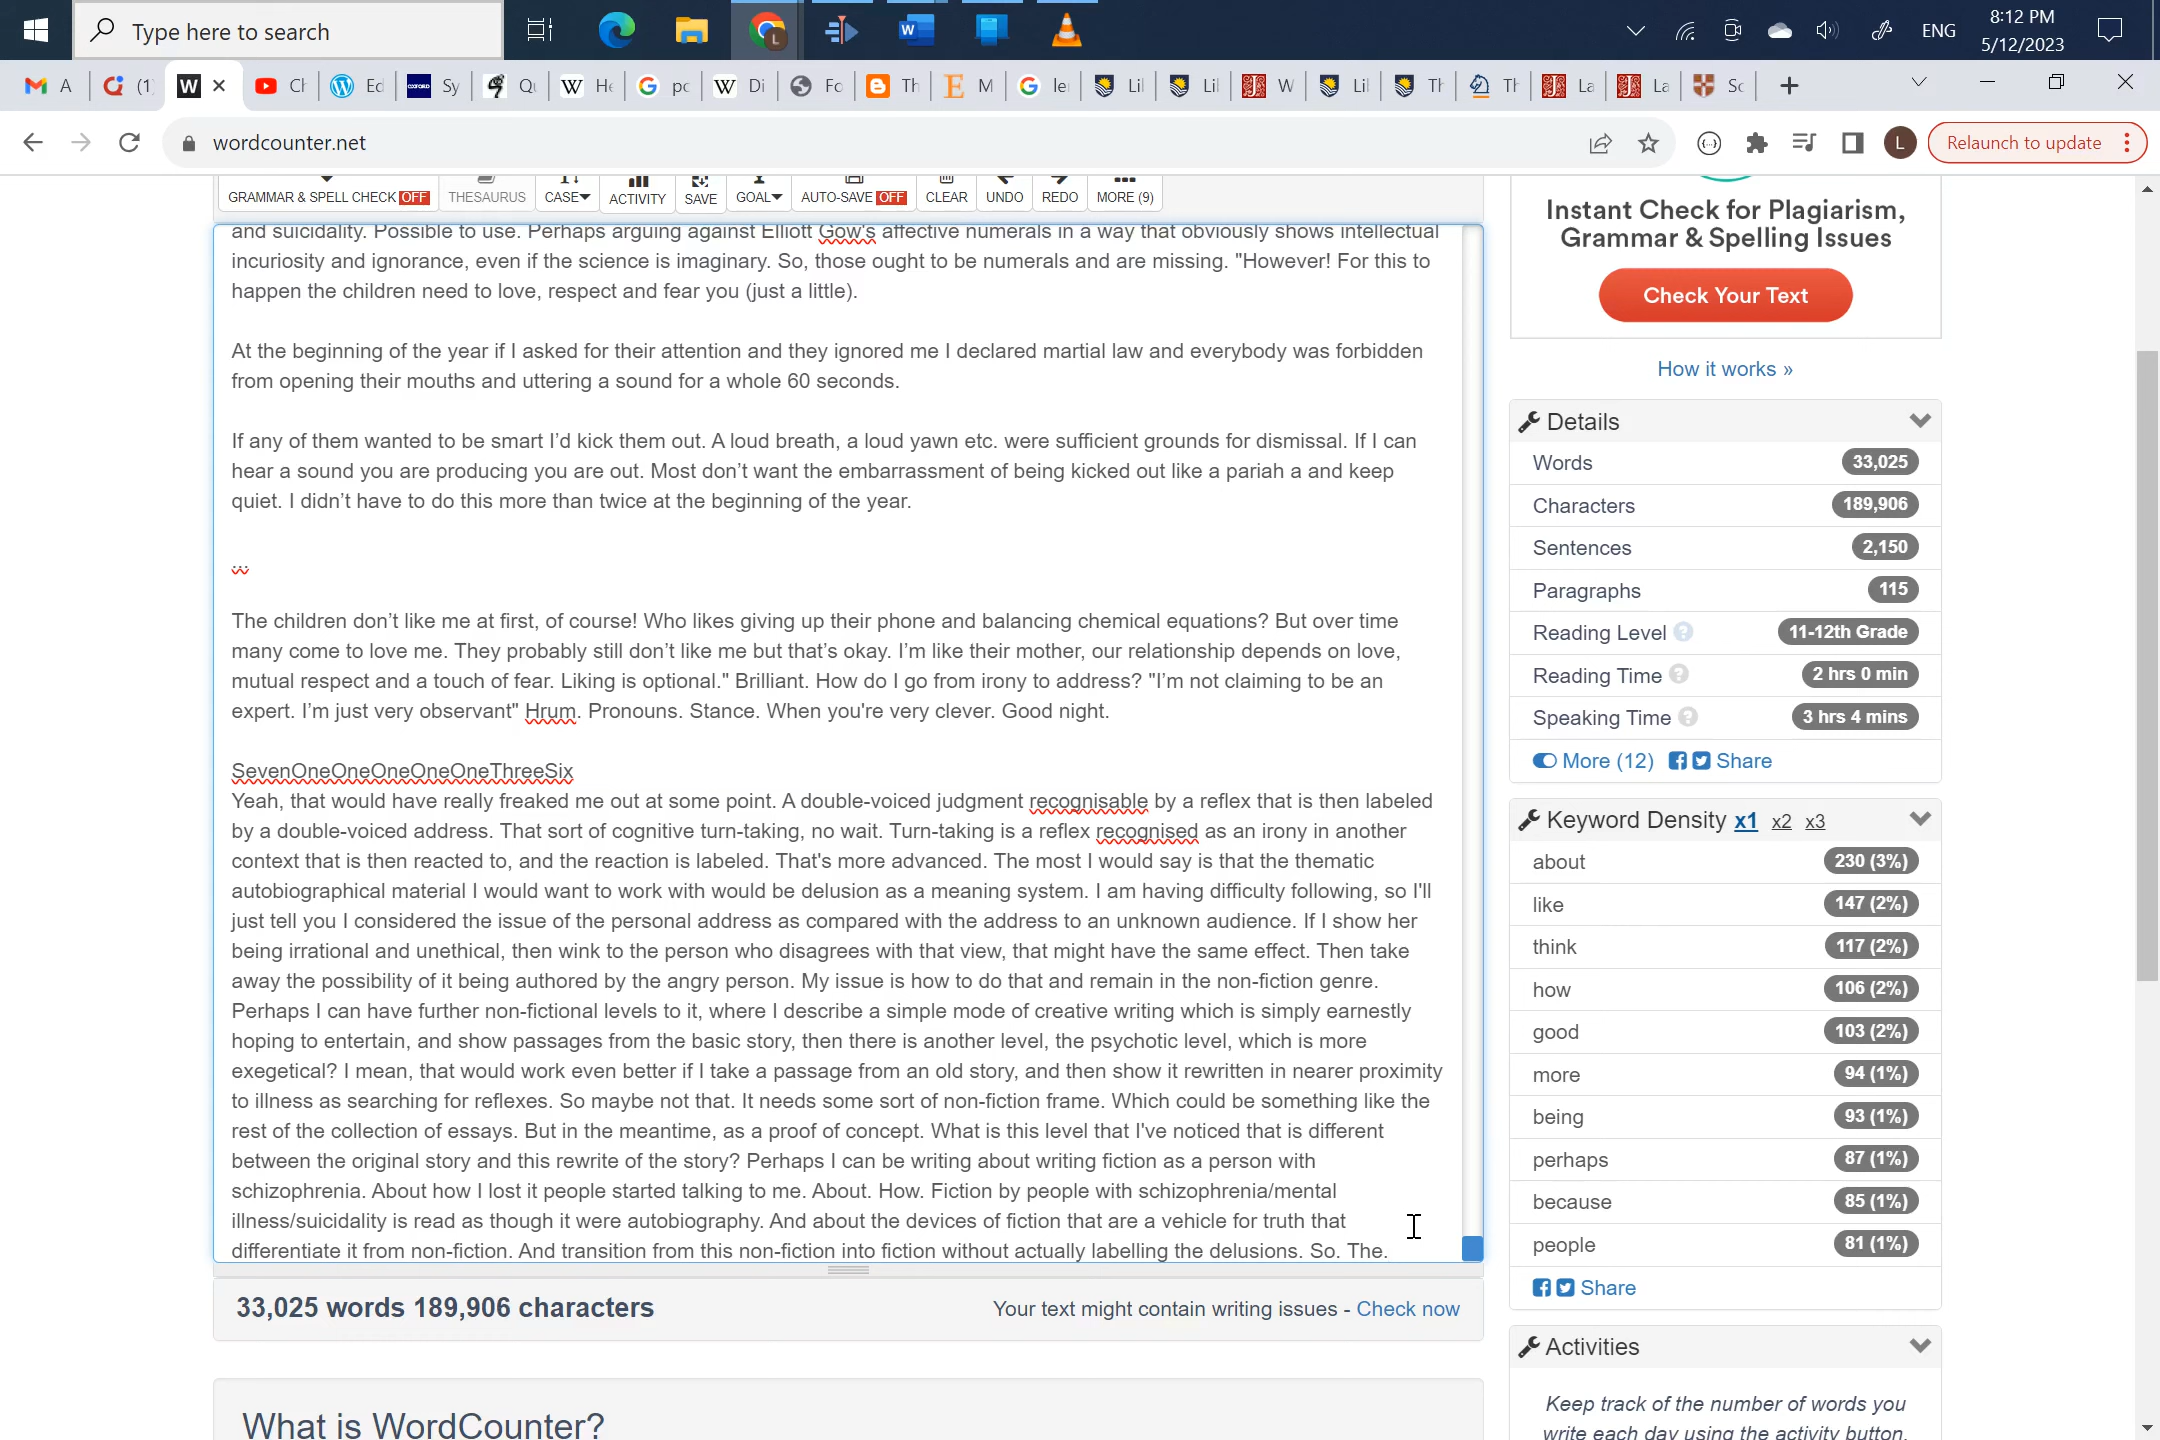 Type here to search
ENG
8:12 PM
5/12/2023
A
(1)
W
Ch
Ed
OXFORD Sy
Qu
W He
pc
W Di
Fo
Th
E M
le
Lil
Lil
W
Lil
Th
Th
La
La
Sc
wordcounter.net
L
Relaunch to update
GRAMMAR & SPELL CHECK OFF
THESAURUS
CASE
ACTIVITY
SAVE
GOAL
AUTO-SAVE OFF
CLEAR
UNDO
REDO
MORE (9)
and suicidality. Possible to use. Perhaps arguing against Elliott Gow's affective numerals in a way that obviously shows intellectual
incuriosity and ignorance, even if the science is imaginary. So, those ought to be numerals and are missing. "However! For this to
happen the children need to love, respect and fear you (just a little).
At the beginning of the year if I asked for their attention and they ignored me I declared martial law and everybody was forbidden
from opening their mouths and uttering a sound for a whole 60 seconds.
If any of them wanted to be smart I’d kick them out. A loud breath, a loud yawn etc. were sufficient grounds for dismissal. If I can
hear a sound you are producing you are out. Most don’t want the embarrassment of being kicked out like a pariah a and keep
quiet. I didn’t have to do this more than twice at the beginning of the year.
...
The children don’t like me at first, of course! Who likes giving up their phone and balancing chemical equations? But over time
many come to love me. They probably still don’t like me but that’s okay. I’m like their mother, our relationship depends on love,
mutual respect and a touch of fear. Liking is optional." Brilliant. How do I go from irony to address? "I’m not claiming to be an
expert. I’m just very observant" Hrum. Pronouns. Stance. When you're very clever. Good night.
SevenOneOneOneOneOneThreeSix
Yeah, that would have really freaked me out at some point. A double-voiced judgment recognisable by a reflex that is then labeled
by a double-voiced address. That sort of cognitive turn-taking, no wait. Turn-taking is a reflex recognised as an irony in another
context that is then reacted to, and the reaction is labeled. That's more advanced. The most I would say is that the thematic
autobiographical material I would want to work with would be delusion as a meaning system. I am having difficulty following, so I'll
just tell you I considered the issue of the personal address as compared with the address to an unknown audience. If I show her
being irrational and unethical, then wink to the person who disagrees with that view, that might have the same effect. Then take
away the possibility of it being authored by the angry person. My issue is how to do that and remain in the non-fiction genre.
Perhaps I can have further non-fictional levels to it, where I describe a simple mode of creative writing which is simply earnestly
hoping to entertain, and show passages from the basic story, then there is another level, the psychotic level, which is more
exegetical? I mean, that would work even better if I take a passage from an old story, and then show it rewritten in nearer proximity
to illness as searching for reflexes. So maybe not that. It needs some sort of non-fiction frame. Which could be something like the
rest of the collection of essays. But in the meantime, as a proof of concept. What is this level that I've noticed that is different
between the original story and this rewrite of the story? Perhaps I can be writing about writing fiction as a person with
schizophrenia. About how I lost it people started talking to me. About. How. Fiction by people with schizophrenia/mental
illness/suicidality is read as though it were autobiography. And about the devices of fiction that are a vehicle for truth that
differentiate it from non-fiction. And transition from this non-fiction into fiction without actually labelling the delusions. So. The.
33,025 words 189,906 characters
Your text might contain writing issues - Check now
What is WordCounter?
Instant Check for Plagiarism,
Grammar & Spelling Issues
Check Your Text
How it works »
Details
Words 33,025
Characters 189,906
Sentences 2,150
Paragraphs 115
Reading Level 11-12th Grade
Reading Time 2 hrs 0 min
Speaking Time 3 hrs 4 mins
More (12) Share
Keyword Density x1 x2 x3
about 230 (3%)
like 147 (2%)
think 117 (2%)
how 106 (2%)
good 103 (2%)
more 94 (1%)
being 93 (1%)
perhaps 87 (1%)
because 85 (1%)
people 81 (1%)
Share
Activities
Keep track of the number of words you
write each day using the activity button.